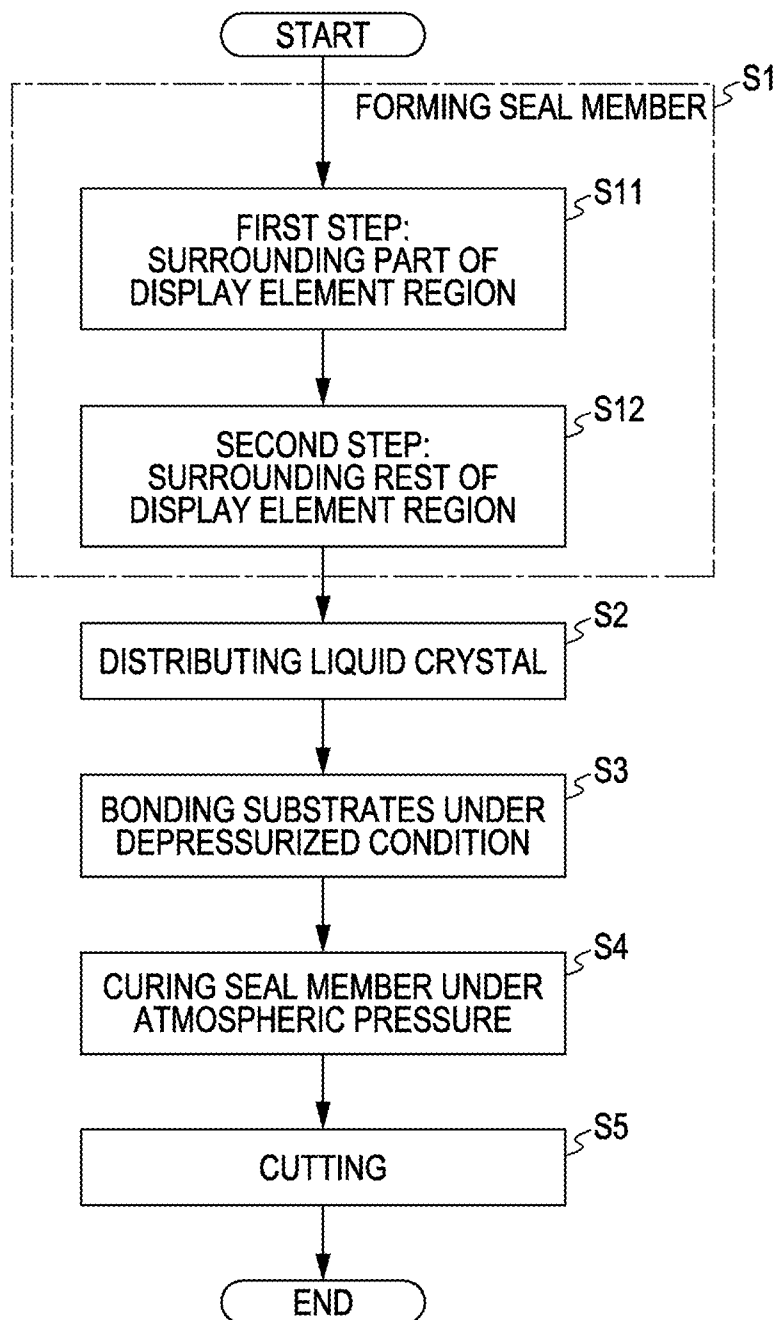 START
S1
FORMING SEAL MEMBER
S11
FIRST STEP:
SURROUNDING PART OF
DISPLAY ELEMENT REGION
S12
SECOND STEP:
SURROUNDING REST OF
DISPLAY ELEMENT REGION
S2
DISTRIBUTING LIQUID CRYSTAL
S3
BONDING SUBSTRATES UNDER
DEPRESSURIZED CONDITION
S4
CURING SEAL MEMBER UNDER
ATMOSPHERIC PRESSURE
S5
CUTTING
END